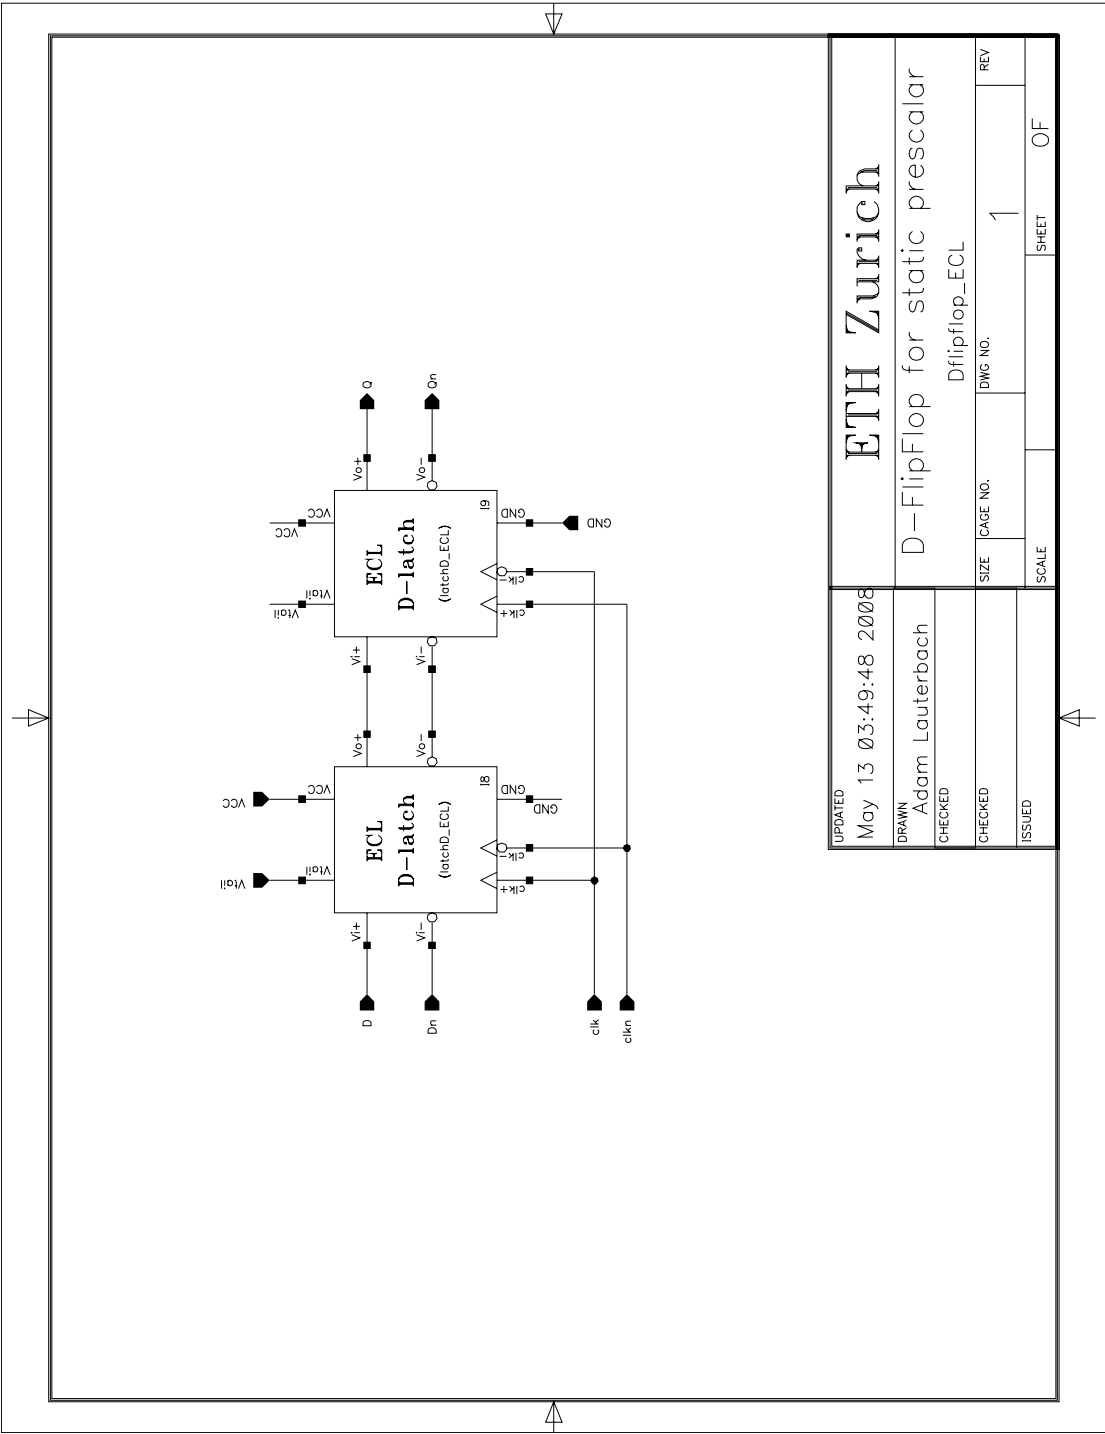 Vtail
VCC
Vtail
VCC
Vtail
VCC
Vtail
VCC
D
Vi+
ECL
D-latch
(latchD_ECL)
I8
Vo+
Vi+
ECL
D-latch
(latchD_ECL)
I9
Vo+
Q
Dn
Vi-
Vo-
Vi-
Vo-
Qn
clk+
clk-
GND
GND
clk+
clk-
GND
GND
clk
clkn
UPDATED
May 13 03:49:48 2008
DRAWN
Adam Lauterbach
CHECKED
CHECKED
ISSUED
ETH Zurich
D-FlipFlop for static prescalar
Dflipflop_ECL
SIZE
CAGE NO.
DWG NO.
1
REV
SCALE
SHEET
OF